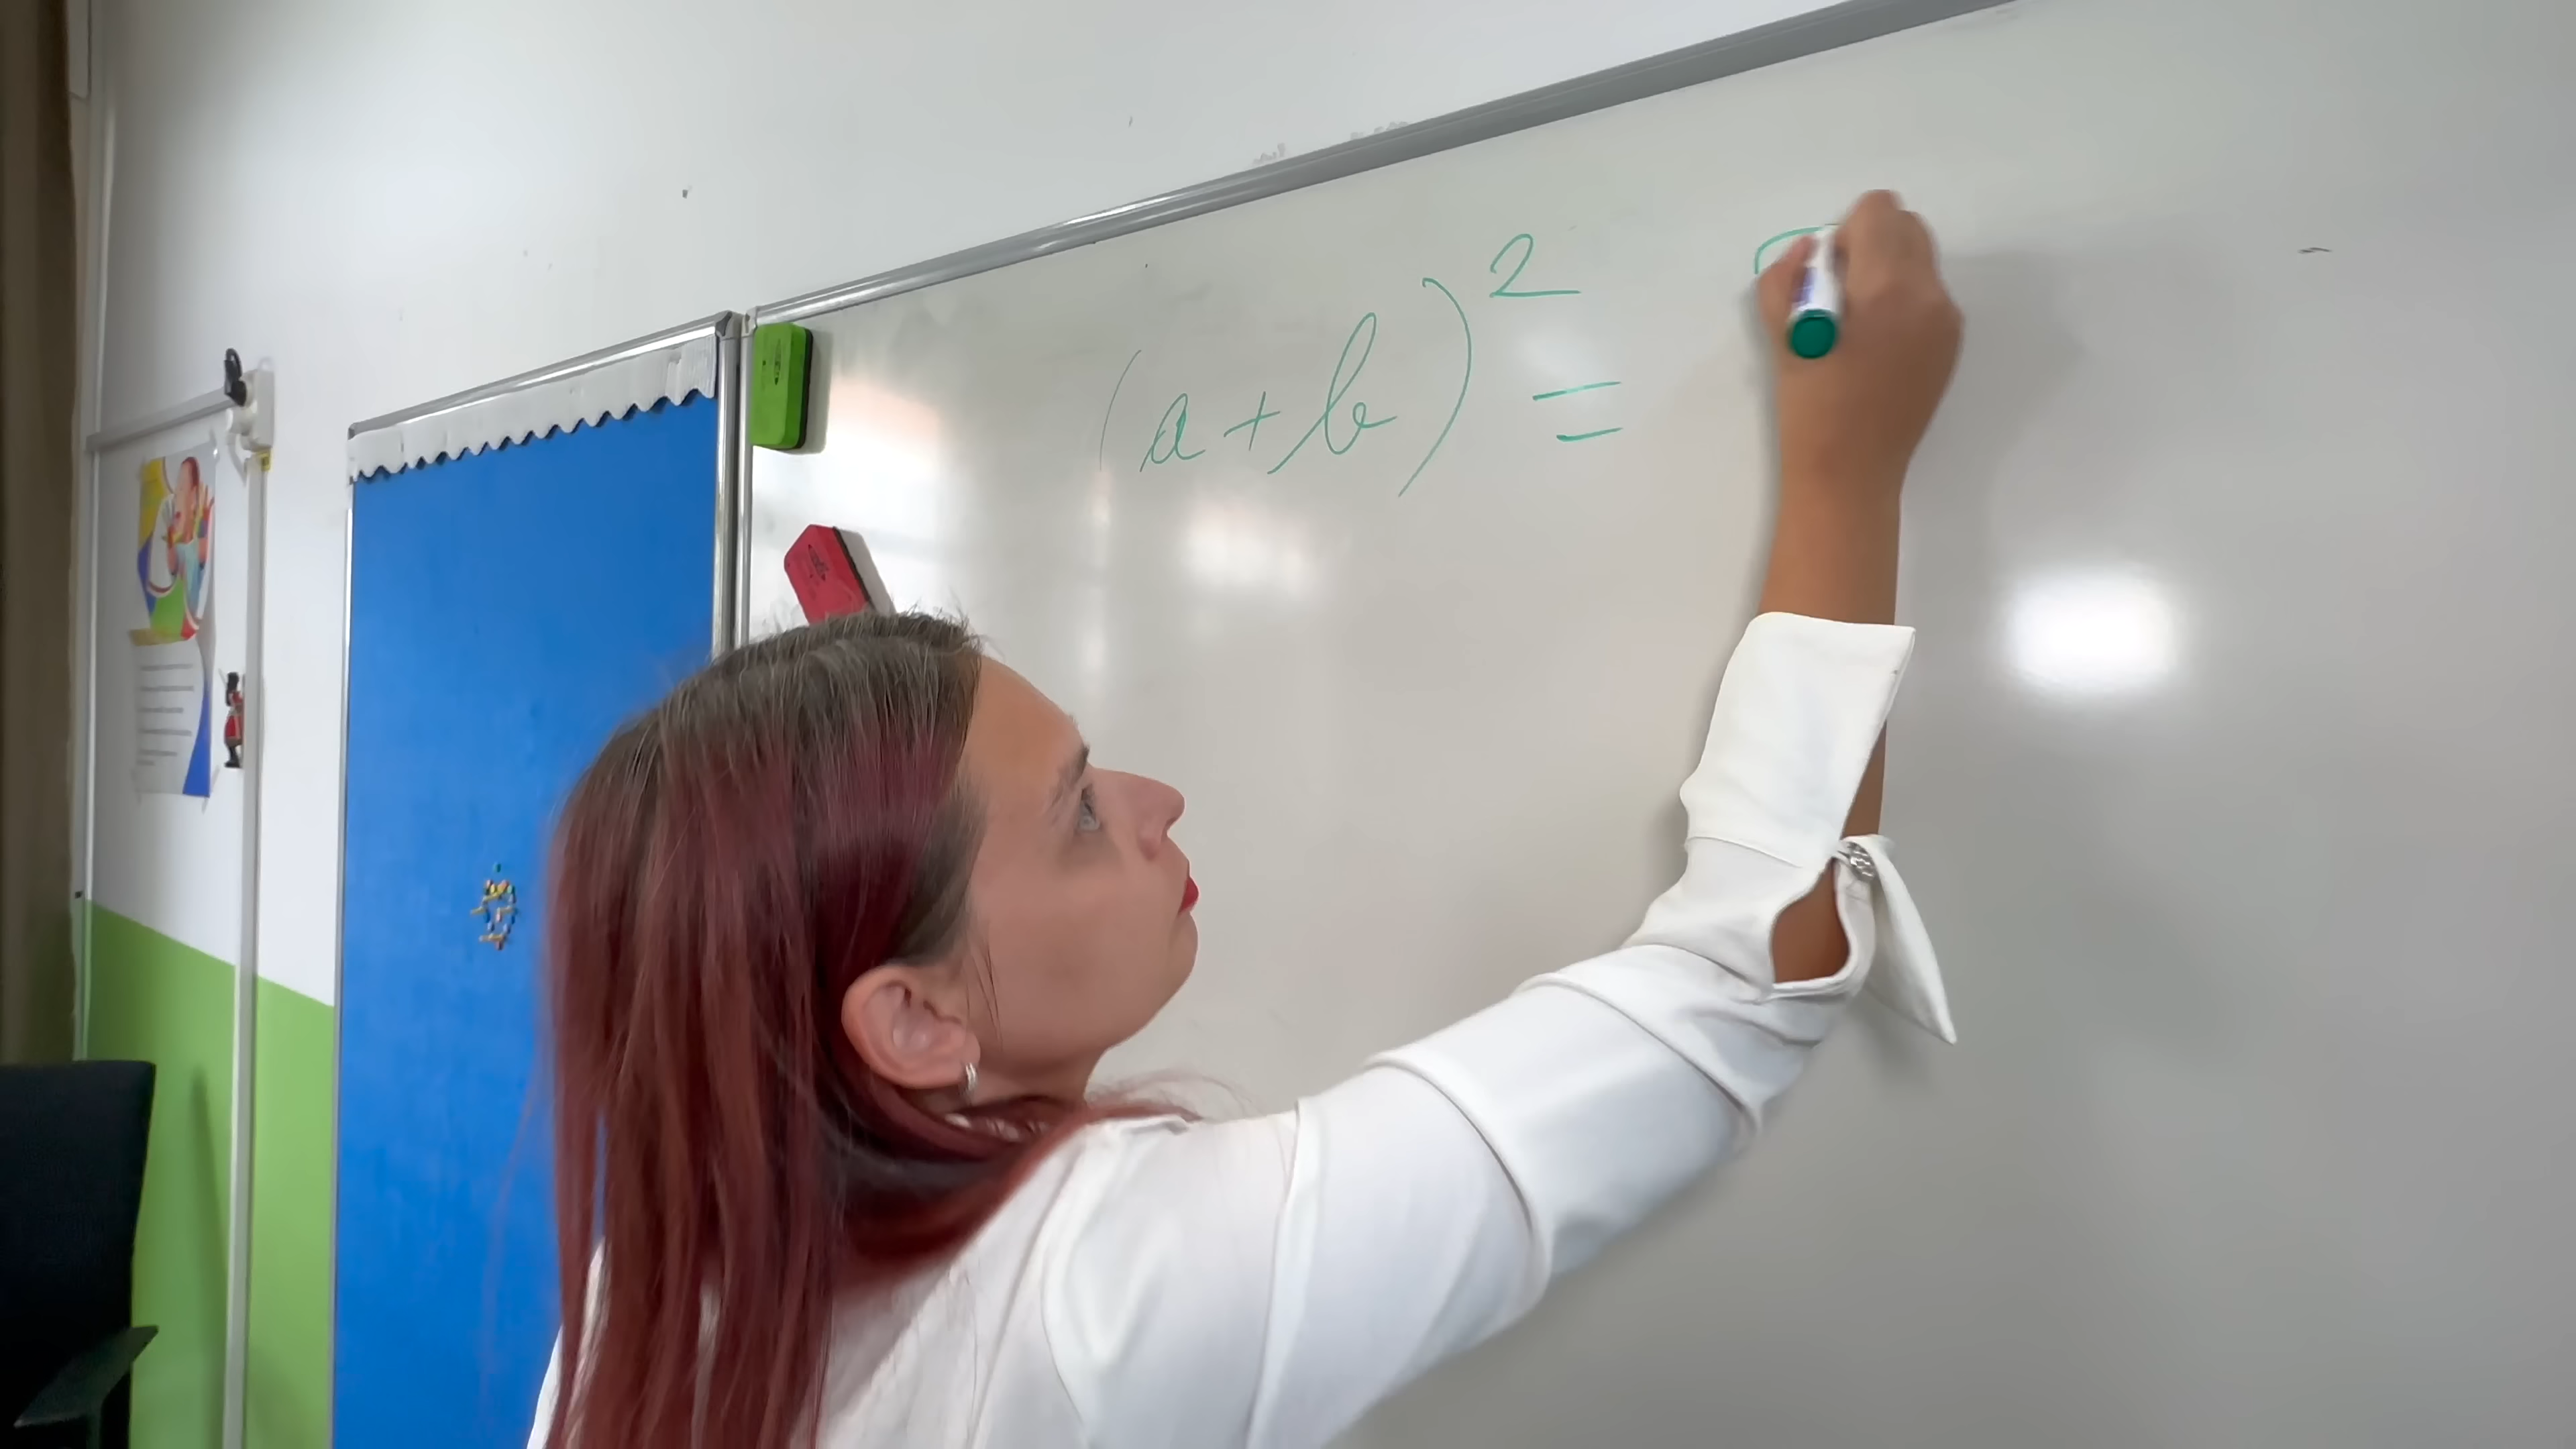 (a+b)² =